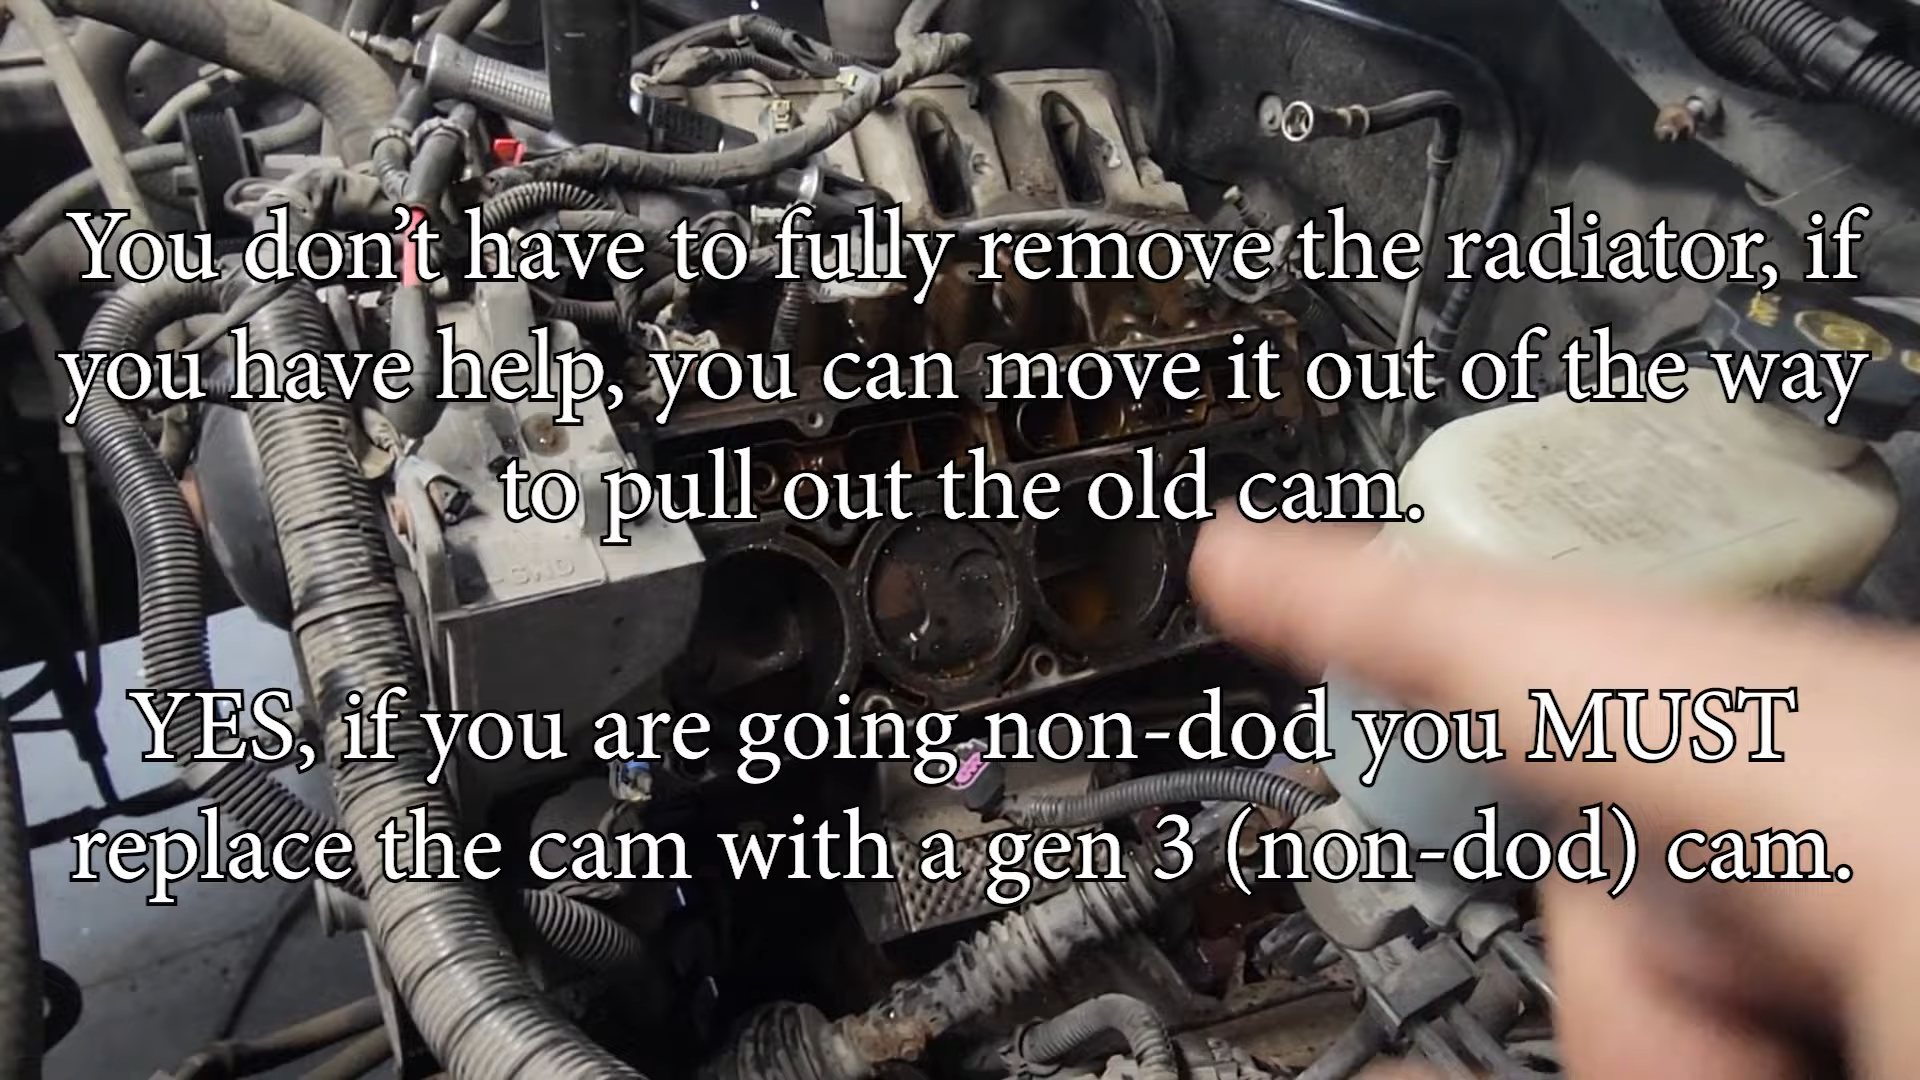 You don’t have to fully remove the radiator, if
you have help, you can move it out of the way
to pull out the old cam.
YES, if you are going non-dod you MUST
replace the cam with a gen 3 (non-dod) cam.